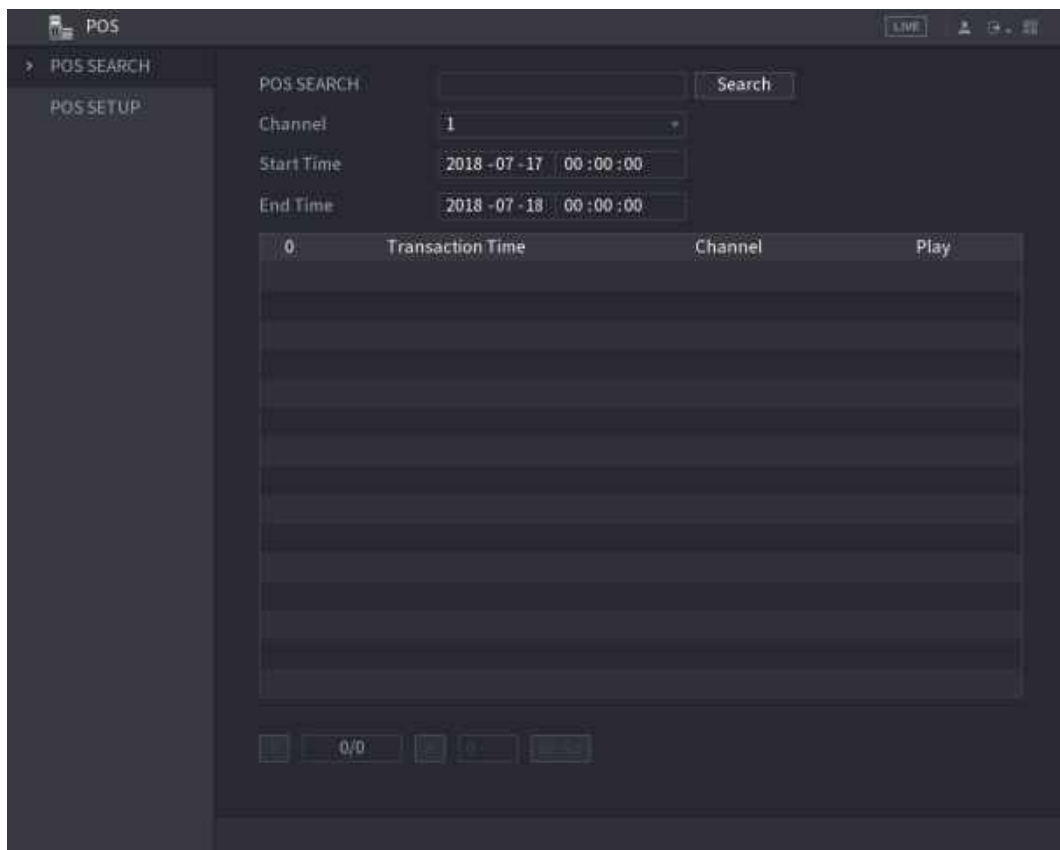 POS
LIVE
POS SEARCH
POS SETUP
POS SEARCH Search
Channel 1
Start Time 2018 - 07 - 17 00 : 00 : 00
End Time 2018 - 07 - 18 00 : 00 : 00
0 Transaction Time Channel Play
0/0